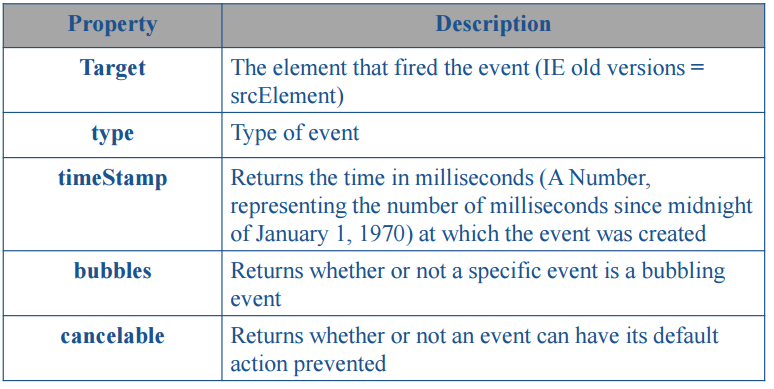 Property Description
Target The element that fired the event (IE old versions =
srcElement)
type Type of event
timeStamp Returns the time in milliseconds (A Number,
representing the number of milliseconds since midnight
of January 1, 1970) at which the event was created
bubbles Returns whether or not a specific event is a bubbling
event
cancelable Returns whether or not an event can have its default
action prevented